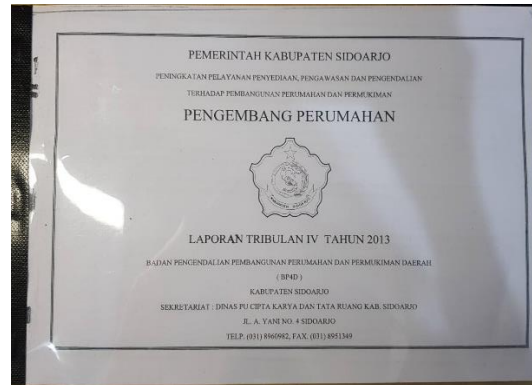 PEMERINTAH KABUPATEN SIDOARJO
PENINGKATAN PELAYANAN PENYEDIAAN, PENGAWASAN DAN PENGENDALIAN
TERHADAP PEMBANGUNAN PERUMAHAN DAN PERMUKIMAN
PENGEMBANG PERUMAHAN
LAPORAN TRIBULAN IV TAHUN 2013
BADAN PENGENDALIAN PEMBANGUNAN PERUMAHAN DAN PERMUKIMAN DAERAH
( BP4D )
KABUPATEN SIDOARJO
SEKRETARIAT : DINAS PU CIPTA KARYA DAN TATA RUANG KAB. SIDOARJO
JL. A. YANI NO. 4 SIDOARJO
TELP. (031) 8960982, FAX. (031) 8951349